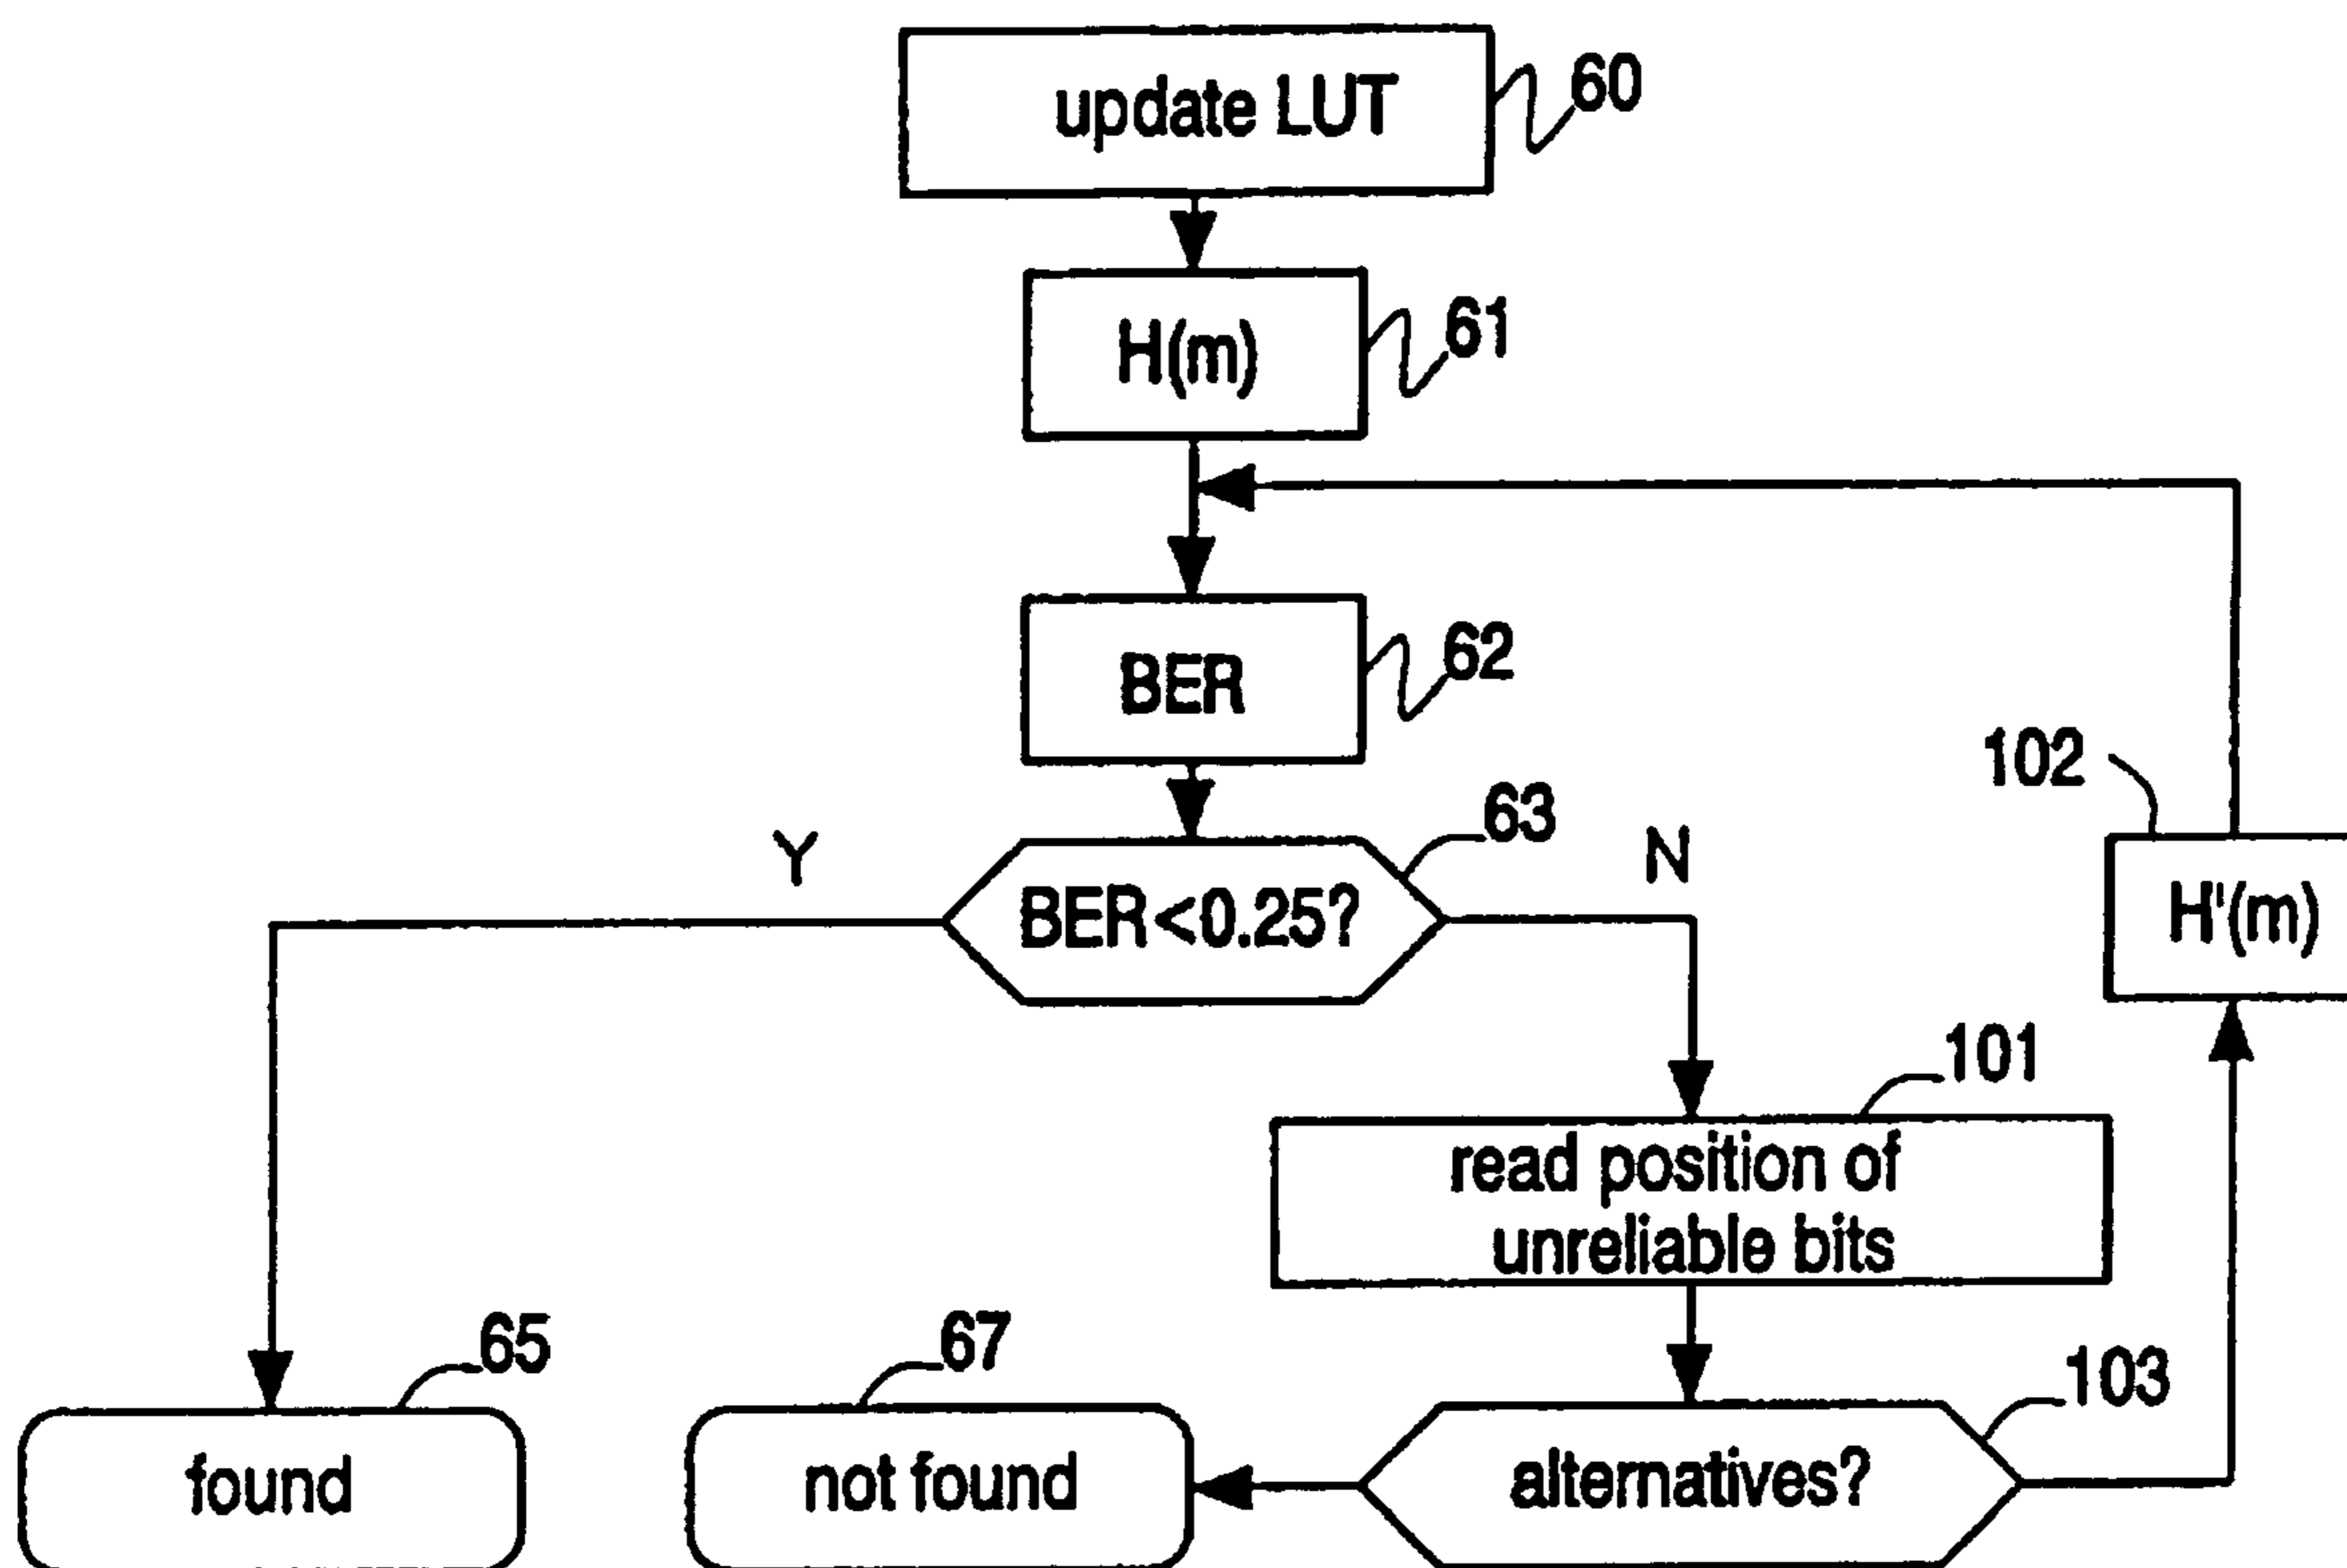 update LUT
60
H(m)
61
BER
62
102
63
Y
N
BER<0.25?
H'(m)
101
read position of
unreliable bits
65
67
103
found
not found
alternatives?